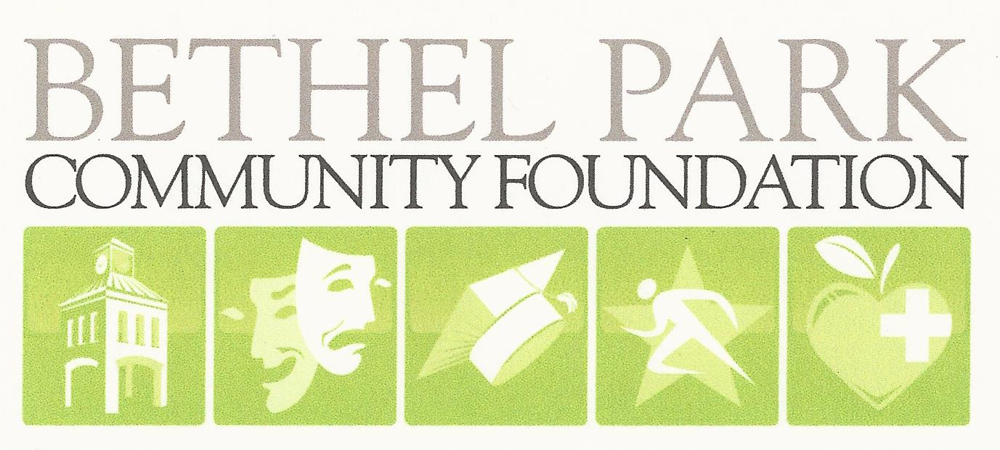 BETHEL PARK
COMMUNITY FOUNDATION